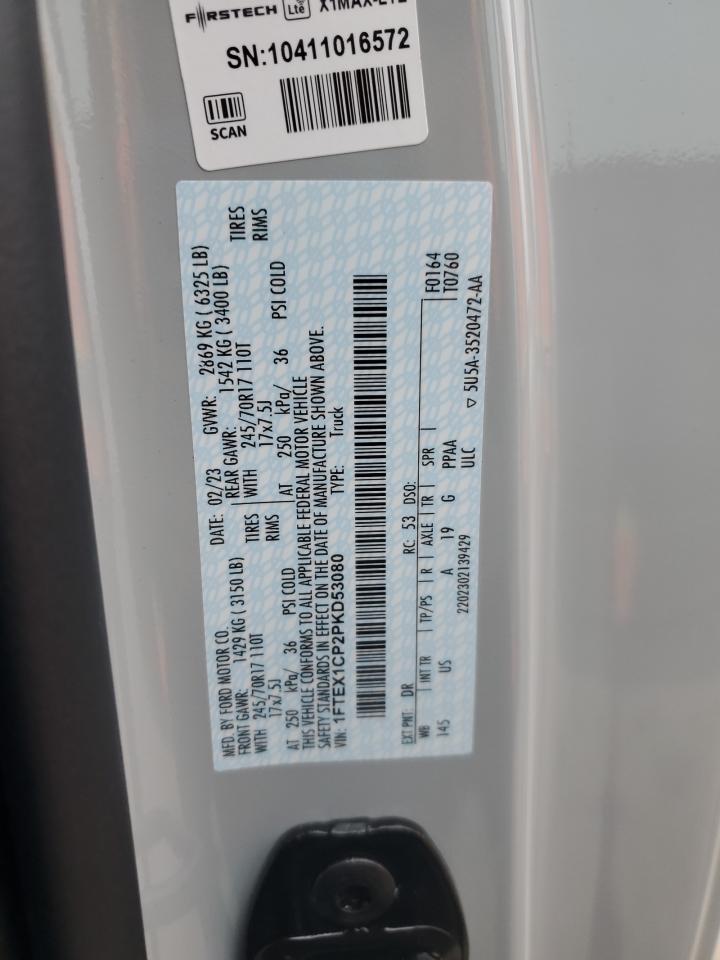 FIRSTECH Lte X1MAX-LTE
SN:10411016572
SCAN
MFD. BY FORD MOTOR CO. DATE: 02/23 GVWR: 2869 KG ( 6325 LB)
FRONT GAWR: 1429 KG ( 3150 LB) REAR GAWR: 1542 KG ( 3400 LB)
WITH 245/70R17 110T TIRES WITH 245/70R17 110T TIRES
17x7.5J RIMS 17x7.5J RIMS
AT 250 kPa/ 36 PSI COLD AT 250 kPa/ 36 PSI COLD
THIS VEHICLE CONFORMS TO ALL APPLICABLE FEDERAL MOTOR VEHICLE
SAFETY STANDARDS IN EFFECT ON THE DATE OF MANUFACTURE SHOWN ABOVE.
VIN: 1FTEX1CP2PKD53080 TYPE: Truck
EXT PNT: DR RC: 53 DSO: F0164
WB INT TR TP/PS R AXLE TR SPR T0760
145 US A 19 G PPAA
2202302139429 ULC ▽ 5U5A-3520472-AA